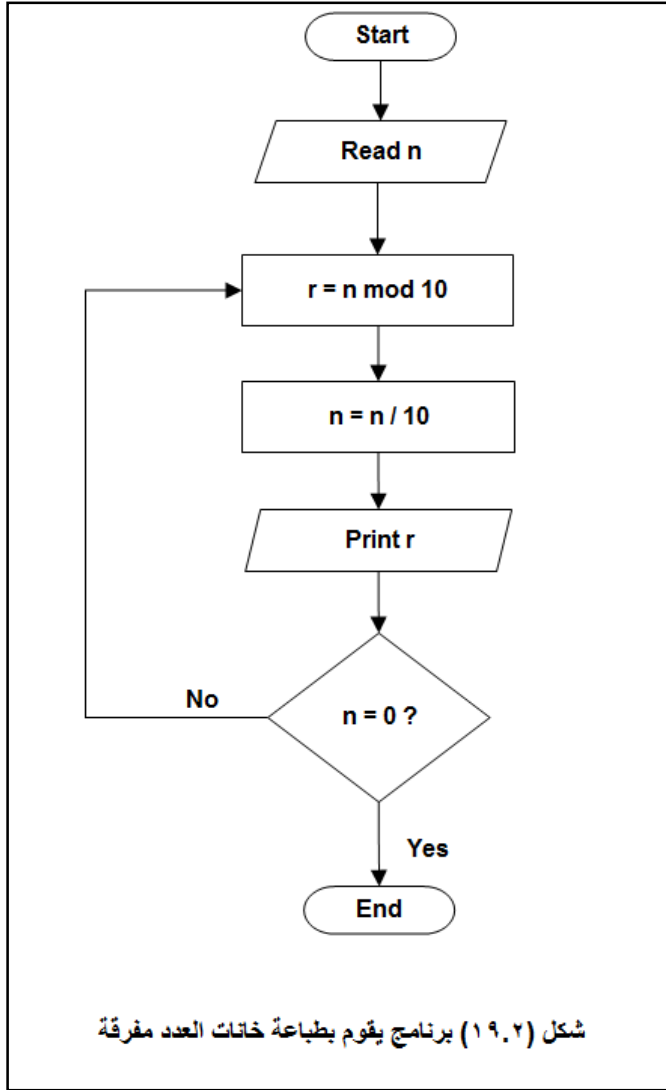 Start
Read n
r = n mod 10
n = n / 10
Print r
n = 0 ?
No
Yes
End
شكل (١٩.٢) برنامج يقوم بطباعة خانات العدد مفرقة